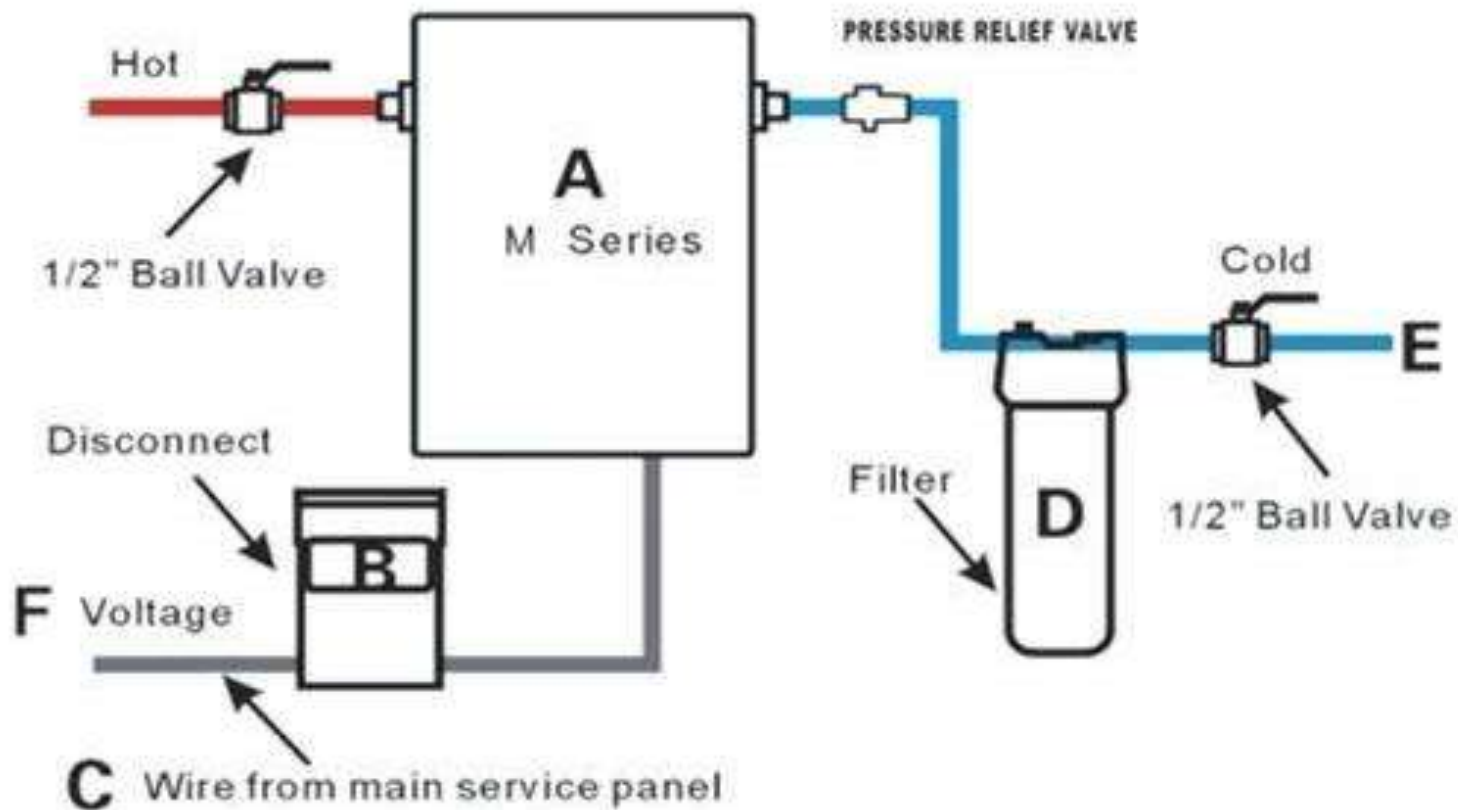 PRESSURE RELIEF VALVE
Hot
A
M Series
1/2" Ball Valve
Cold
E
Disconnect
Filter
D
1/2" Ball Valve
B
F Voltage
C Wire from main service panel